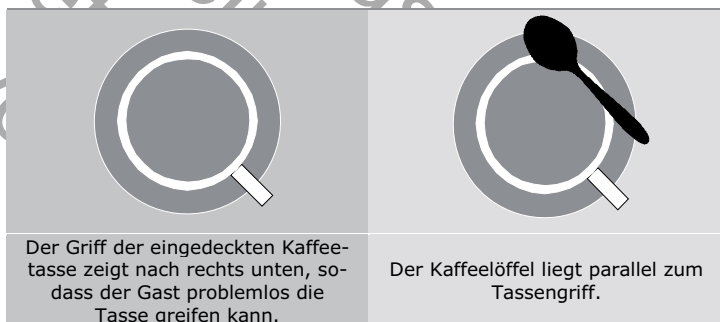 Der Griff der eingedeckten Kaffee-
tasse zeigt nach rechts unten, so-
dass der Gast problemlos die
Tasse greifen kann.
Der Kaffeelöffel liegt parallel zum
Tassengriff.